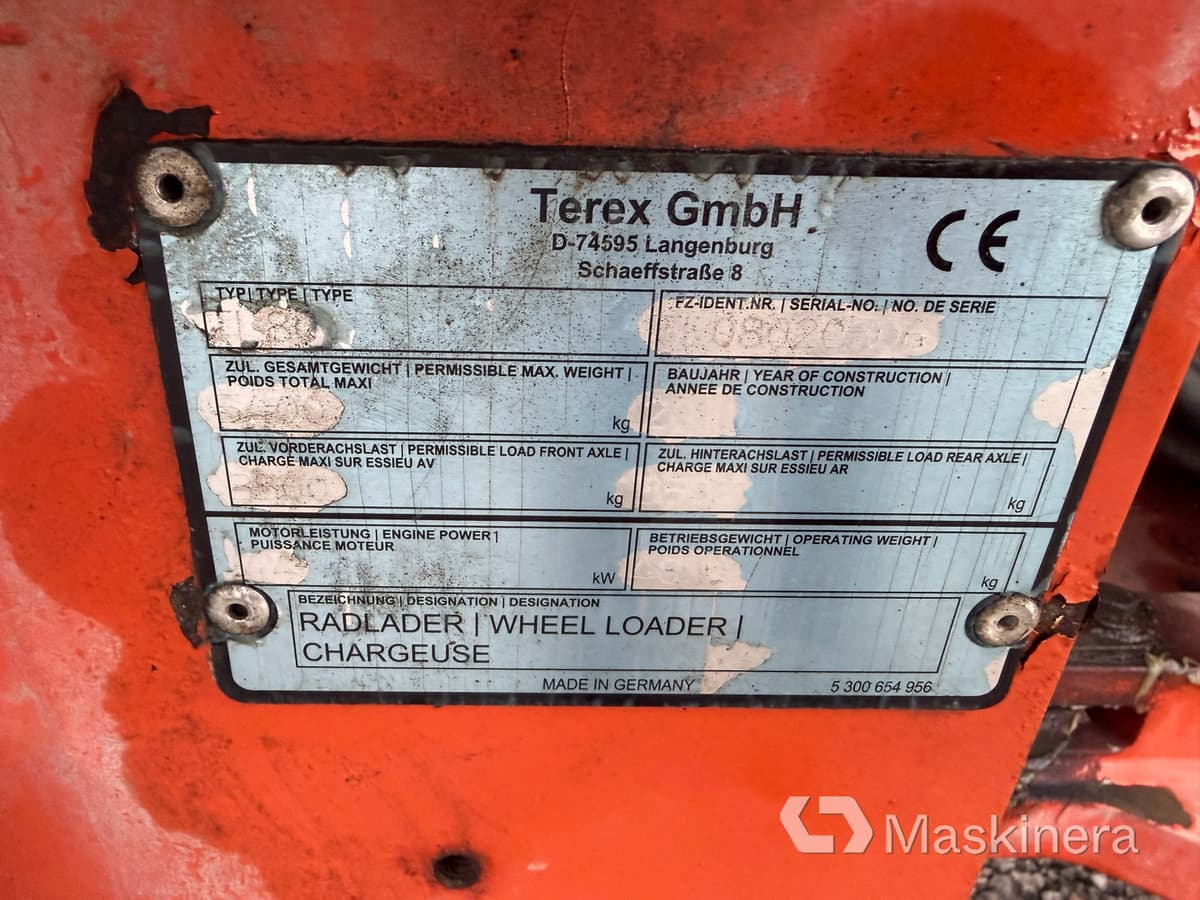 Terex GmbH
D-74595 Langenburg
Schaeffstraße 8
CE
TYP | TYPE | TYPE
FZ-IDENT.NR. | SERIAL-NO. | NO. DE SERIE
ZUL. GESAMTGEWICHT | PERMISSIBLE MAX. WEIGHT |
POIDS TOTAL MAXI
kg
BAUJAHR | YEAR OF CONSTRUCTION |
ANNEE DE CONSTRUCTION
ZUL. VORDERACHSLAST | PERMISSIBLE LOAD FRONT AXLE |
CHARGE MAXI SUR ESSIEU AV
kg
ZUL. HINTERACHSLAST | PERMISSIBLE LOAD REAR AXLE |
CHARGE MAXI SUR ESSIEU AR
kg
MOTORLEISTUNG | ENGINE POWER |
PUISSANCE MOTEUR
kW
BETRIEBSGEWICHT | OPERATING WEIGHT |
POIDS OPERATIONNEL
kg
BEZEICHNUNG | DESIGNATION | DESIGNATION
RADLADER | WHEEL LOADER |
CHARGEUSE
MADE IN GERMANY
5 300 654 956
Maskinera